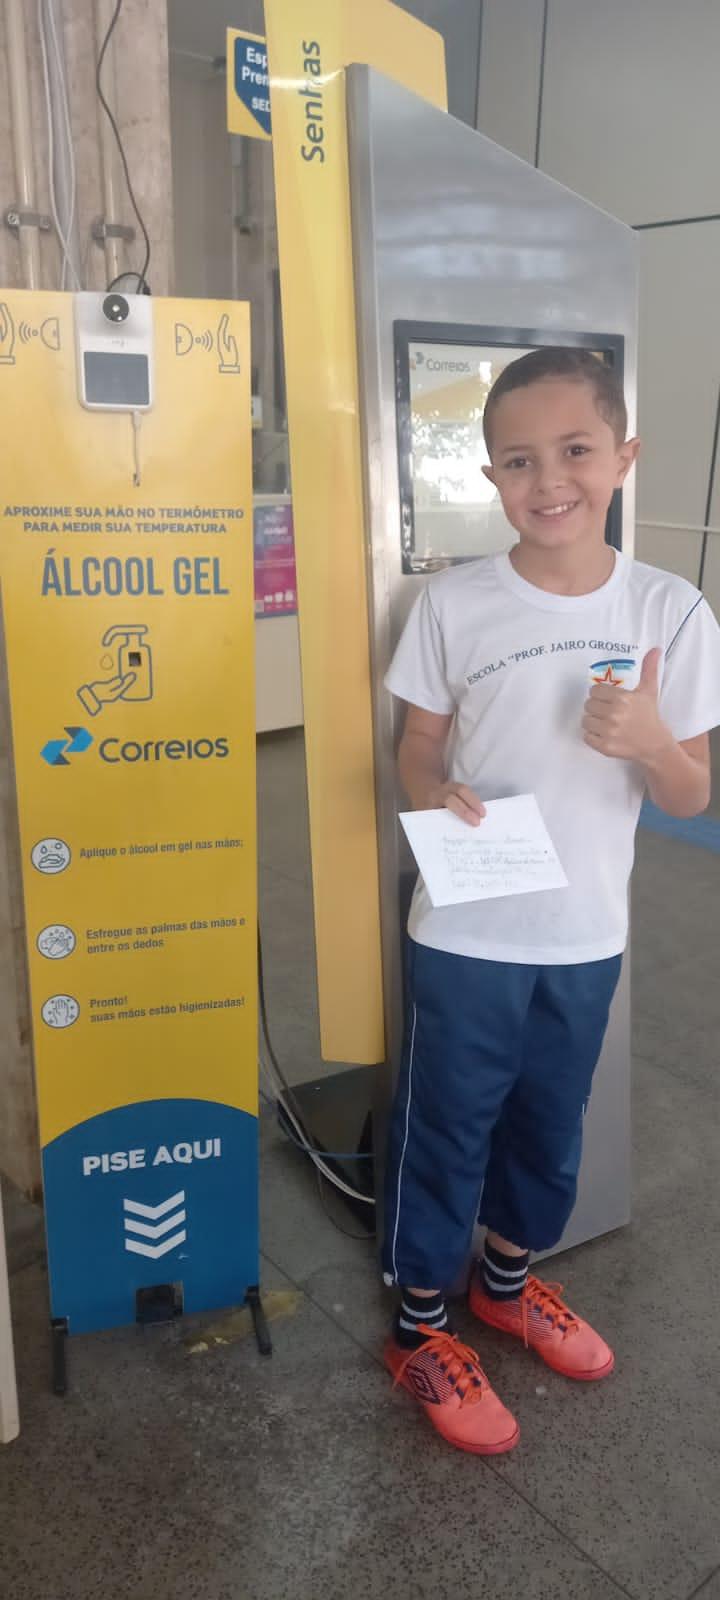 Senhas
SED
Correios
APROXIME SUA MÃO NO TERMÔMETRO
PARA MEDIR SUA TEMPERATURA
ÁLCOOL GEL
Correios
Aplique o álcool em gel nas mãos;
Esfregue as palmas das mãos e
entre os dedos
Pronto!
suas mãos estão higienizadas!
PISE AQUI
ESCOLA "PROF. JAIRO GROSSI"